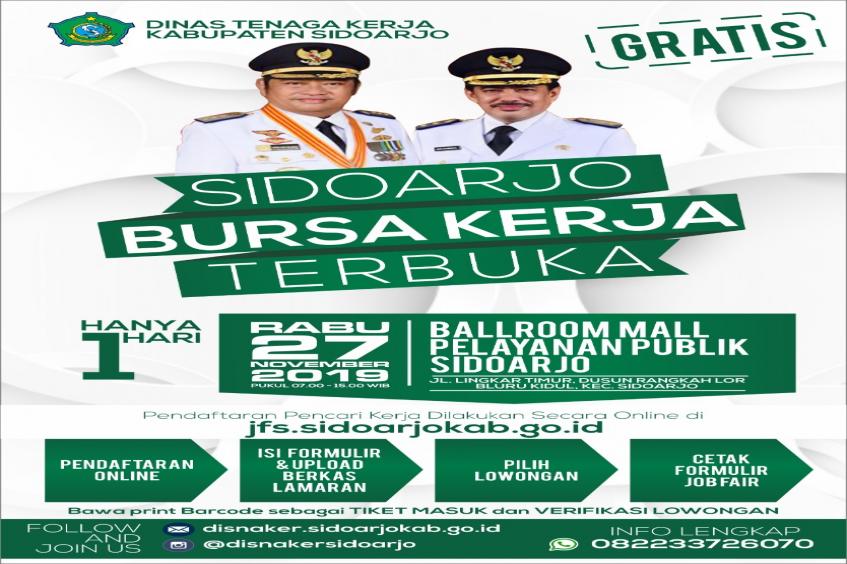 DINAS TENAGA KERJA
KABUPATEN SIDOARJO
GRATIS
SIDOARJO
BURSA KERJA
TERBUKA
HANYA
1 HARI
RABU
27
NOVEMBER
2019
PUKUL 07.00 - 15.00 WIB
BALLROOM MALL
PELAYANAN PUBLIK
SIDOARJO
JL. LINGKAR TIMUR, DUSUN RANGKAH LOR
BLURU KIDUL, KEC. SIDOARJO
Pendaftaran Pencari Kerja Dilakukan Secara Online di
jfs.sidoarjokab.go.id
PENDAFTARAN
ONLINE
ISI FORMULIR
& UPLOAD
BERKAS
LAMARAN
PILIH
LOWONGAN
CETAK
FORMULIR
JOB FAIR
Bawa print Barcode sebagai TIKET MASUK dan VERIFIKASI LOWONGAN
FOLLOW
AND
JOIN US
disnaker.sidoarjokab.go.id
@disnakersidoarjo
INFO LENGKAP
082233726070